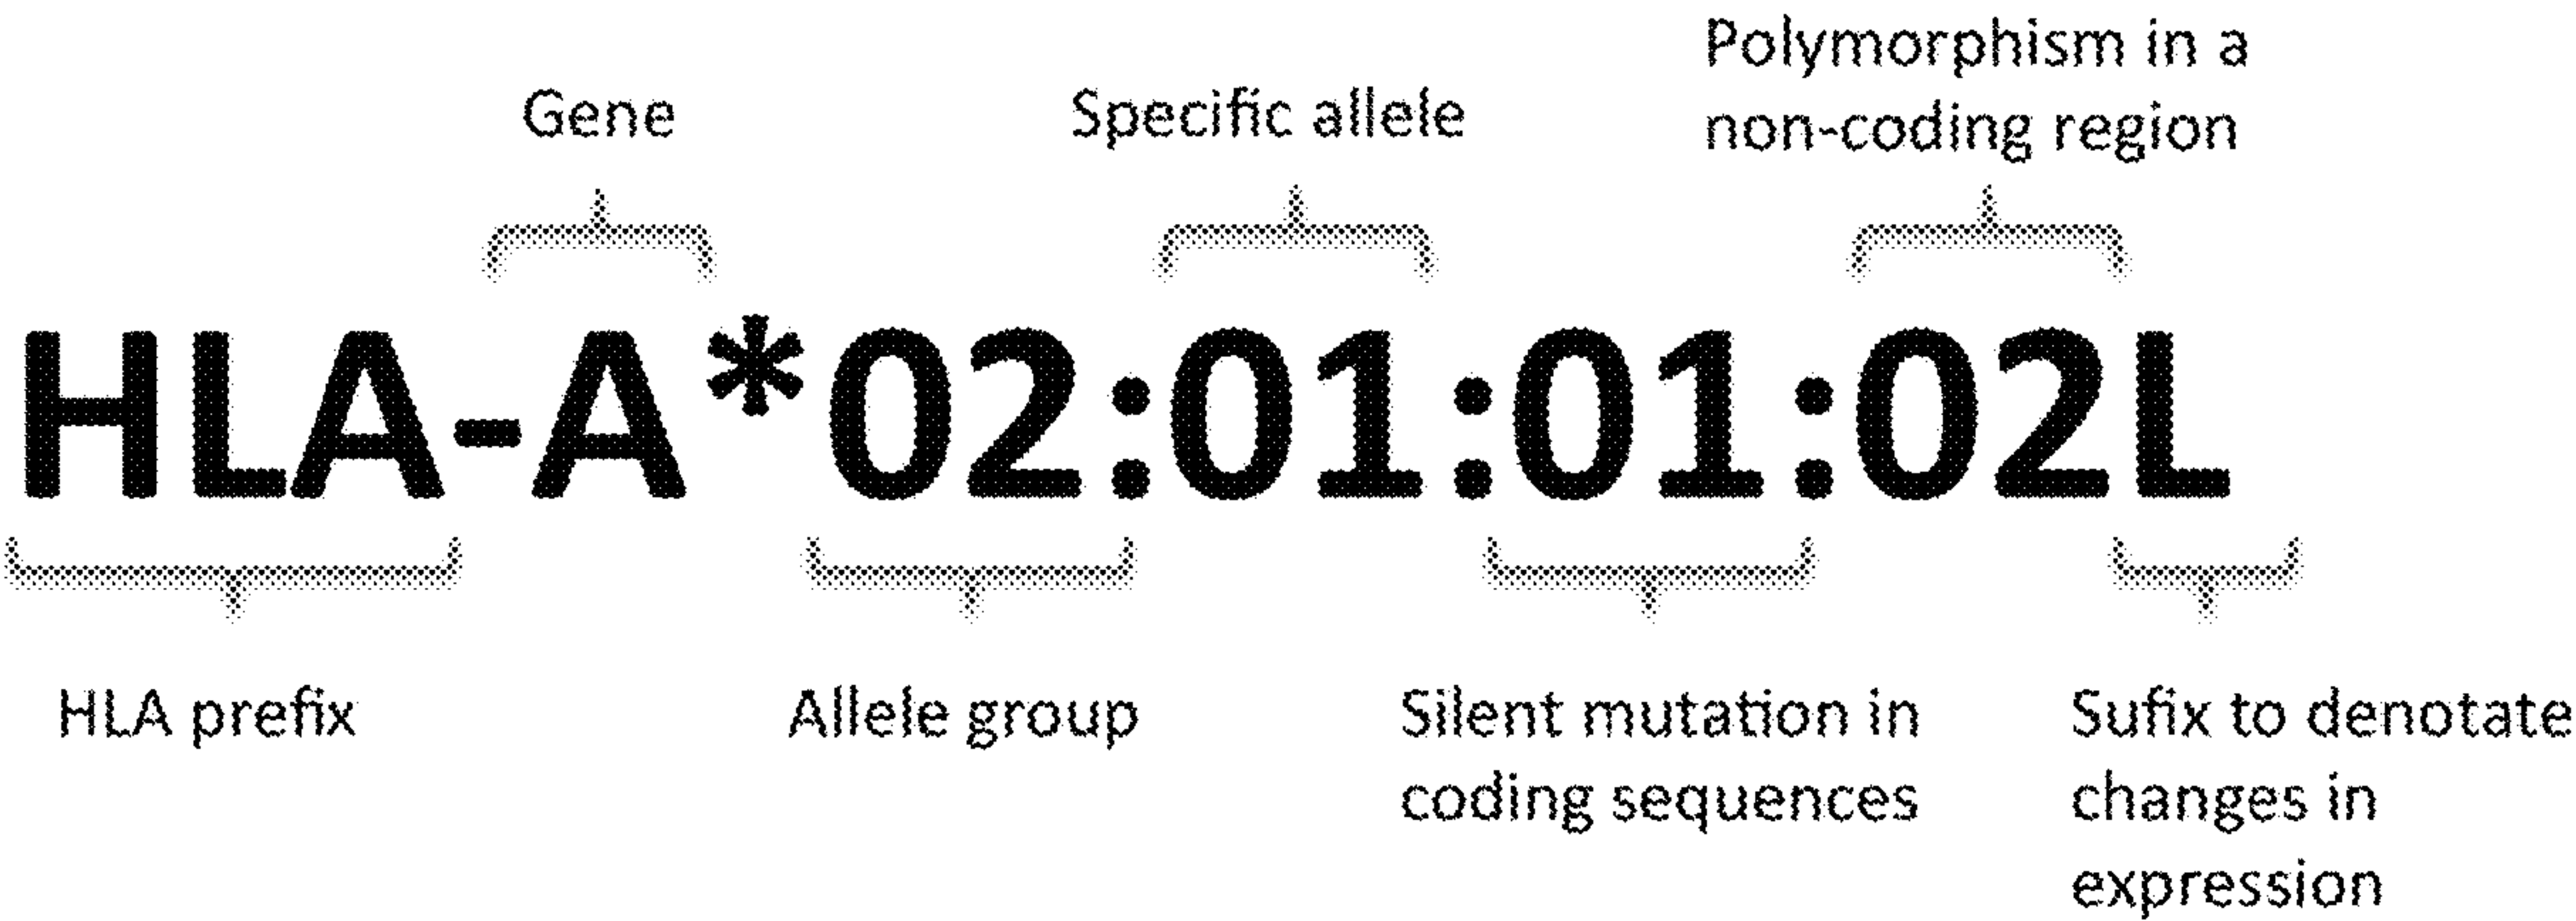 Gene
Specific allele
Polymorphism in a
non-coding region
HLA-A*02:01:01:02L
HLA prefix
Allele group
Silent mutation in
coding sequences
Sufix to denotate
changes in
expression